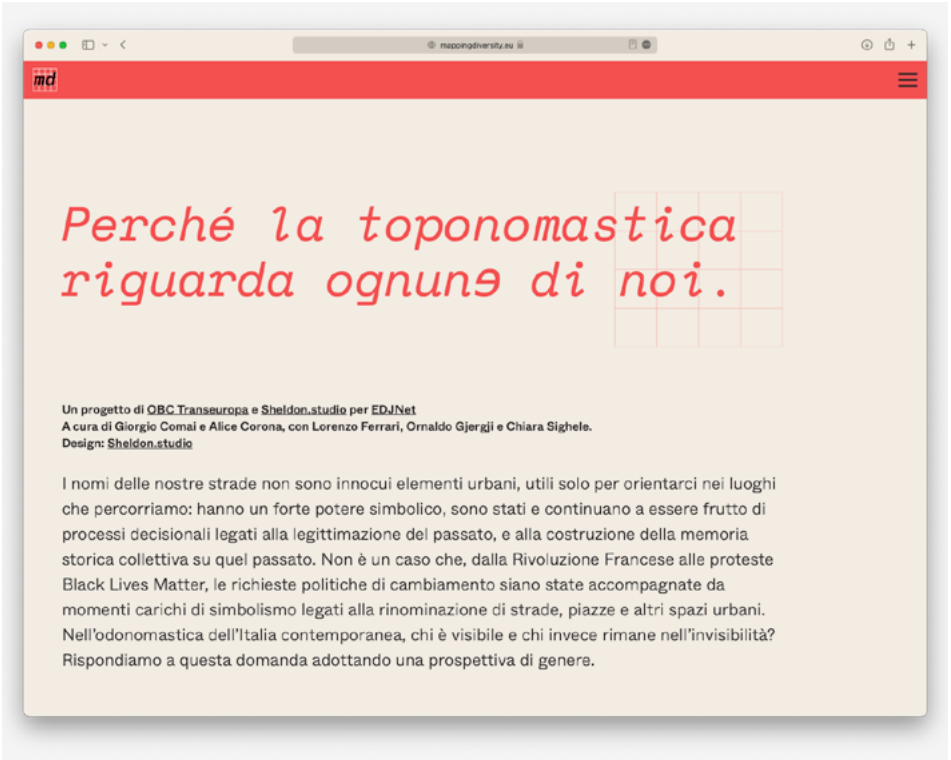 mappingdiversity.eu
md
Perché la toponomastica
riguarda ognunɘ di noi.
Un progetto di OBC Transeuropa e Sheldon.studio per EDJNet
A cura di Giorgio Comai e Alice Corona, con Lorenzo Ferrari, Ornaldo Gjergji e Chiara Sighele.
Design: Sheldon.studio
I nomi delle nostre strade non sono innocui elementi urbani, utili solo per orientarci nei luoghi
che percorriamo: hanno un forte potere simbolico, sono stati e continuano a essere frutto di
processi decisionali legati alla legittimazione del passato, e alla costruzione della memoria
storica collettiva su quel passato. Non è un caso che, dalla Rivoluzione Francese alle proteste
Black Lives Matter, le richieste politiche di cambiamento siano state accompagnate da
momenti carichi di simbolismo legati alla rinominazione di strade, piazze e altri spazi urbani.
Nell'odonomastica dell'Italia contemporanea, chi è visibile e chi invece rimane nell'invisibilità?
Rispondiamo a questa domanda adottando una prospettiva di genere.